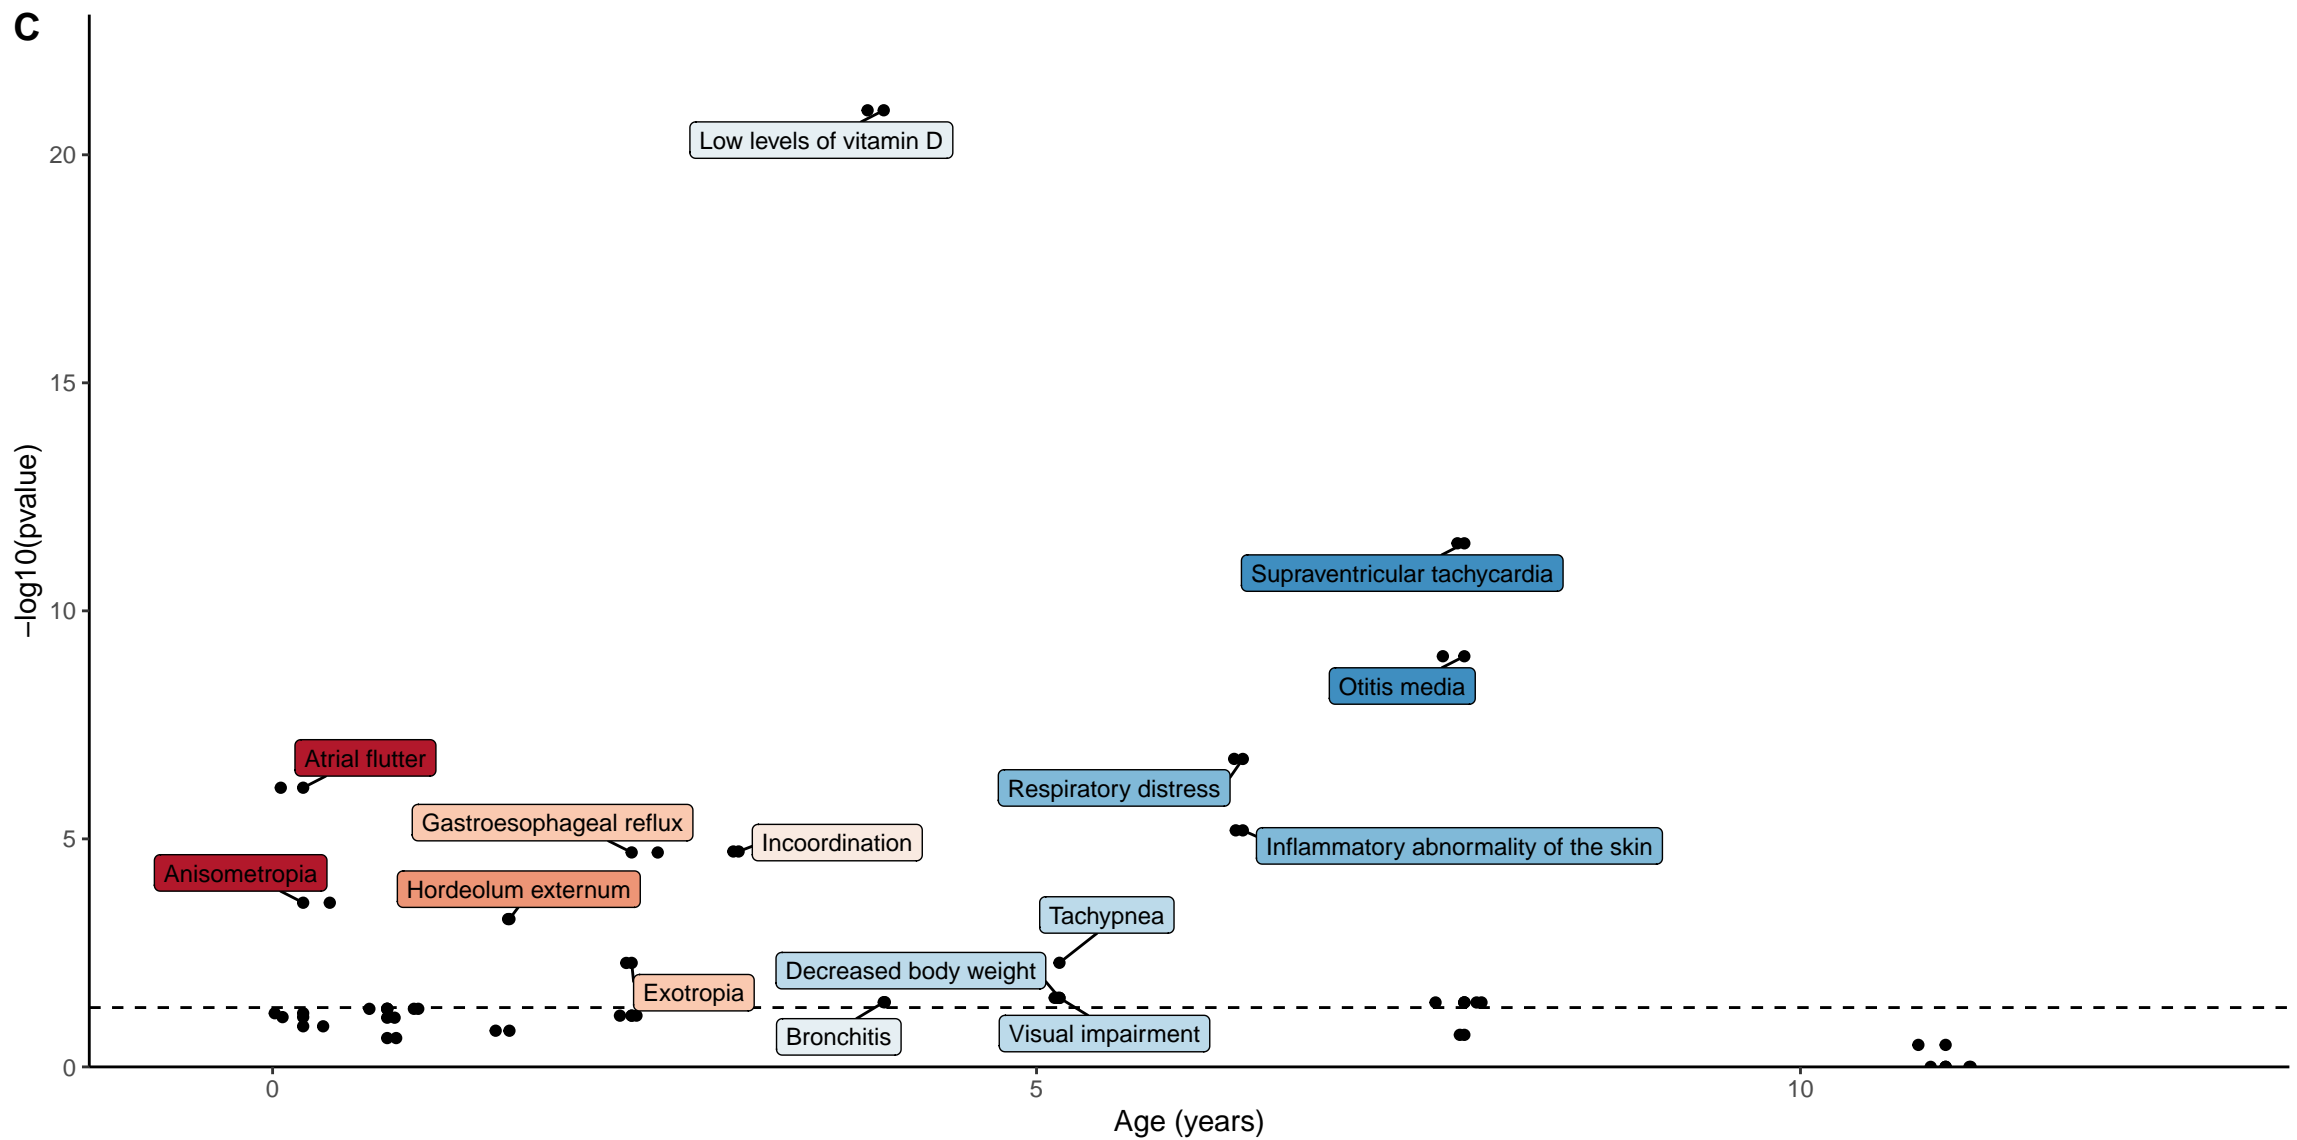 C
Low levels of vitamin D
20
15
–log10(pvalue)
Supraventricular tachycardia
10
Otitis media
Atrial flutter
Respiratory distress
Gastroesophageal reflux
Incoordination
5
Inflammatory abnormality of the skin
Anisometropia
Hordeolum externum
Tachypnea
Decreased body weight
Exotropia
Bronchitis
Visual impairment
0
0
5
10
Age (years)